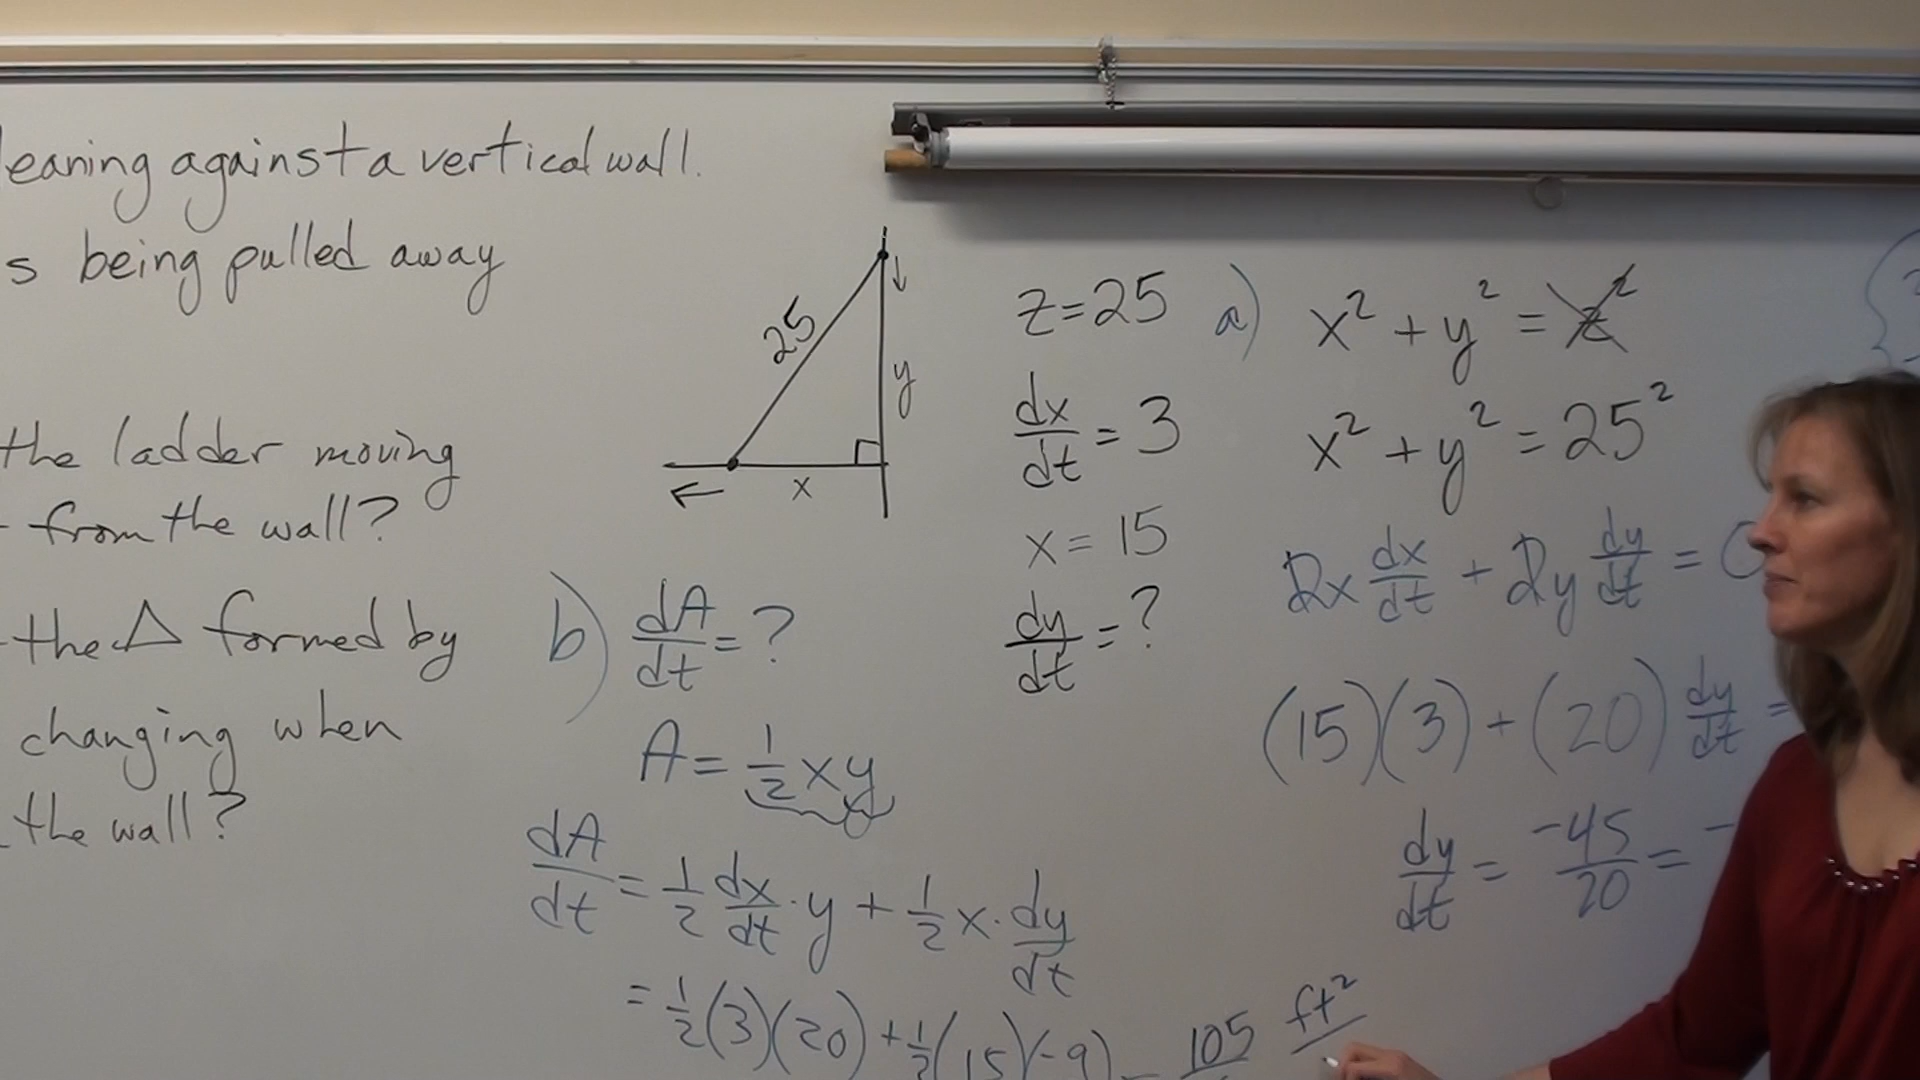 leaning against a vertical wall.
s being pulled away
the ladder moving
from the wall?
the Δ formed by
changing when
the wall?
25
y
x
z=25
dx/dt = 3
x = 15
dy/dt = ?
a) x² + y² = z²
x² + y² = 25²
2x dx/dt + 2y dy/dt = 0
(15)(3) + (20) dy/dt =
dy/dt = -45/20 = -
b) dA/dt = ?
A = 1/2 xy
dA/dt = 1/2 dx/dt · y + 1/2 x · dy/dt
= 1/2 (3)(20) + 1/2 (15)(-9) = 105 ft²